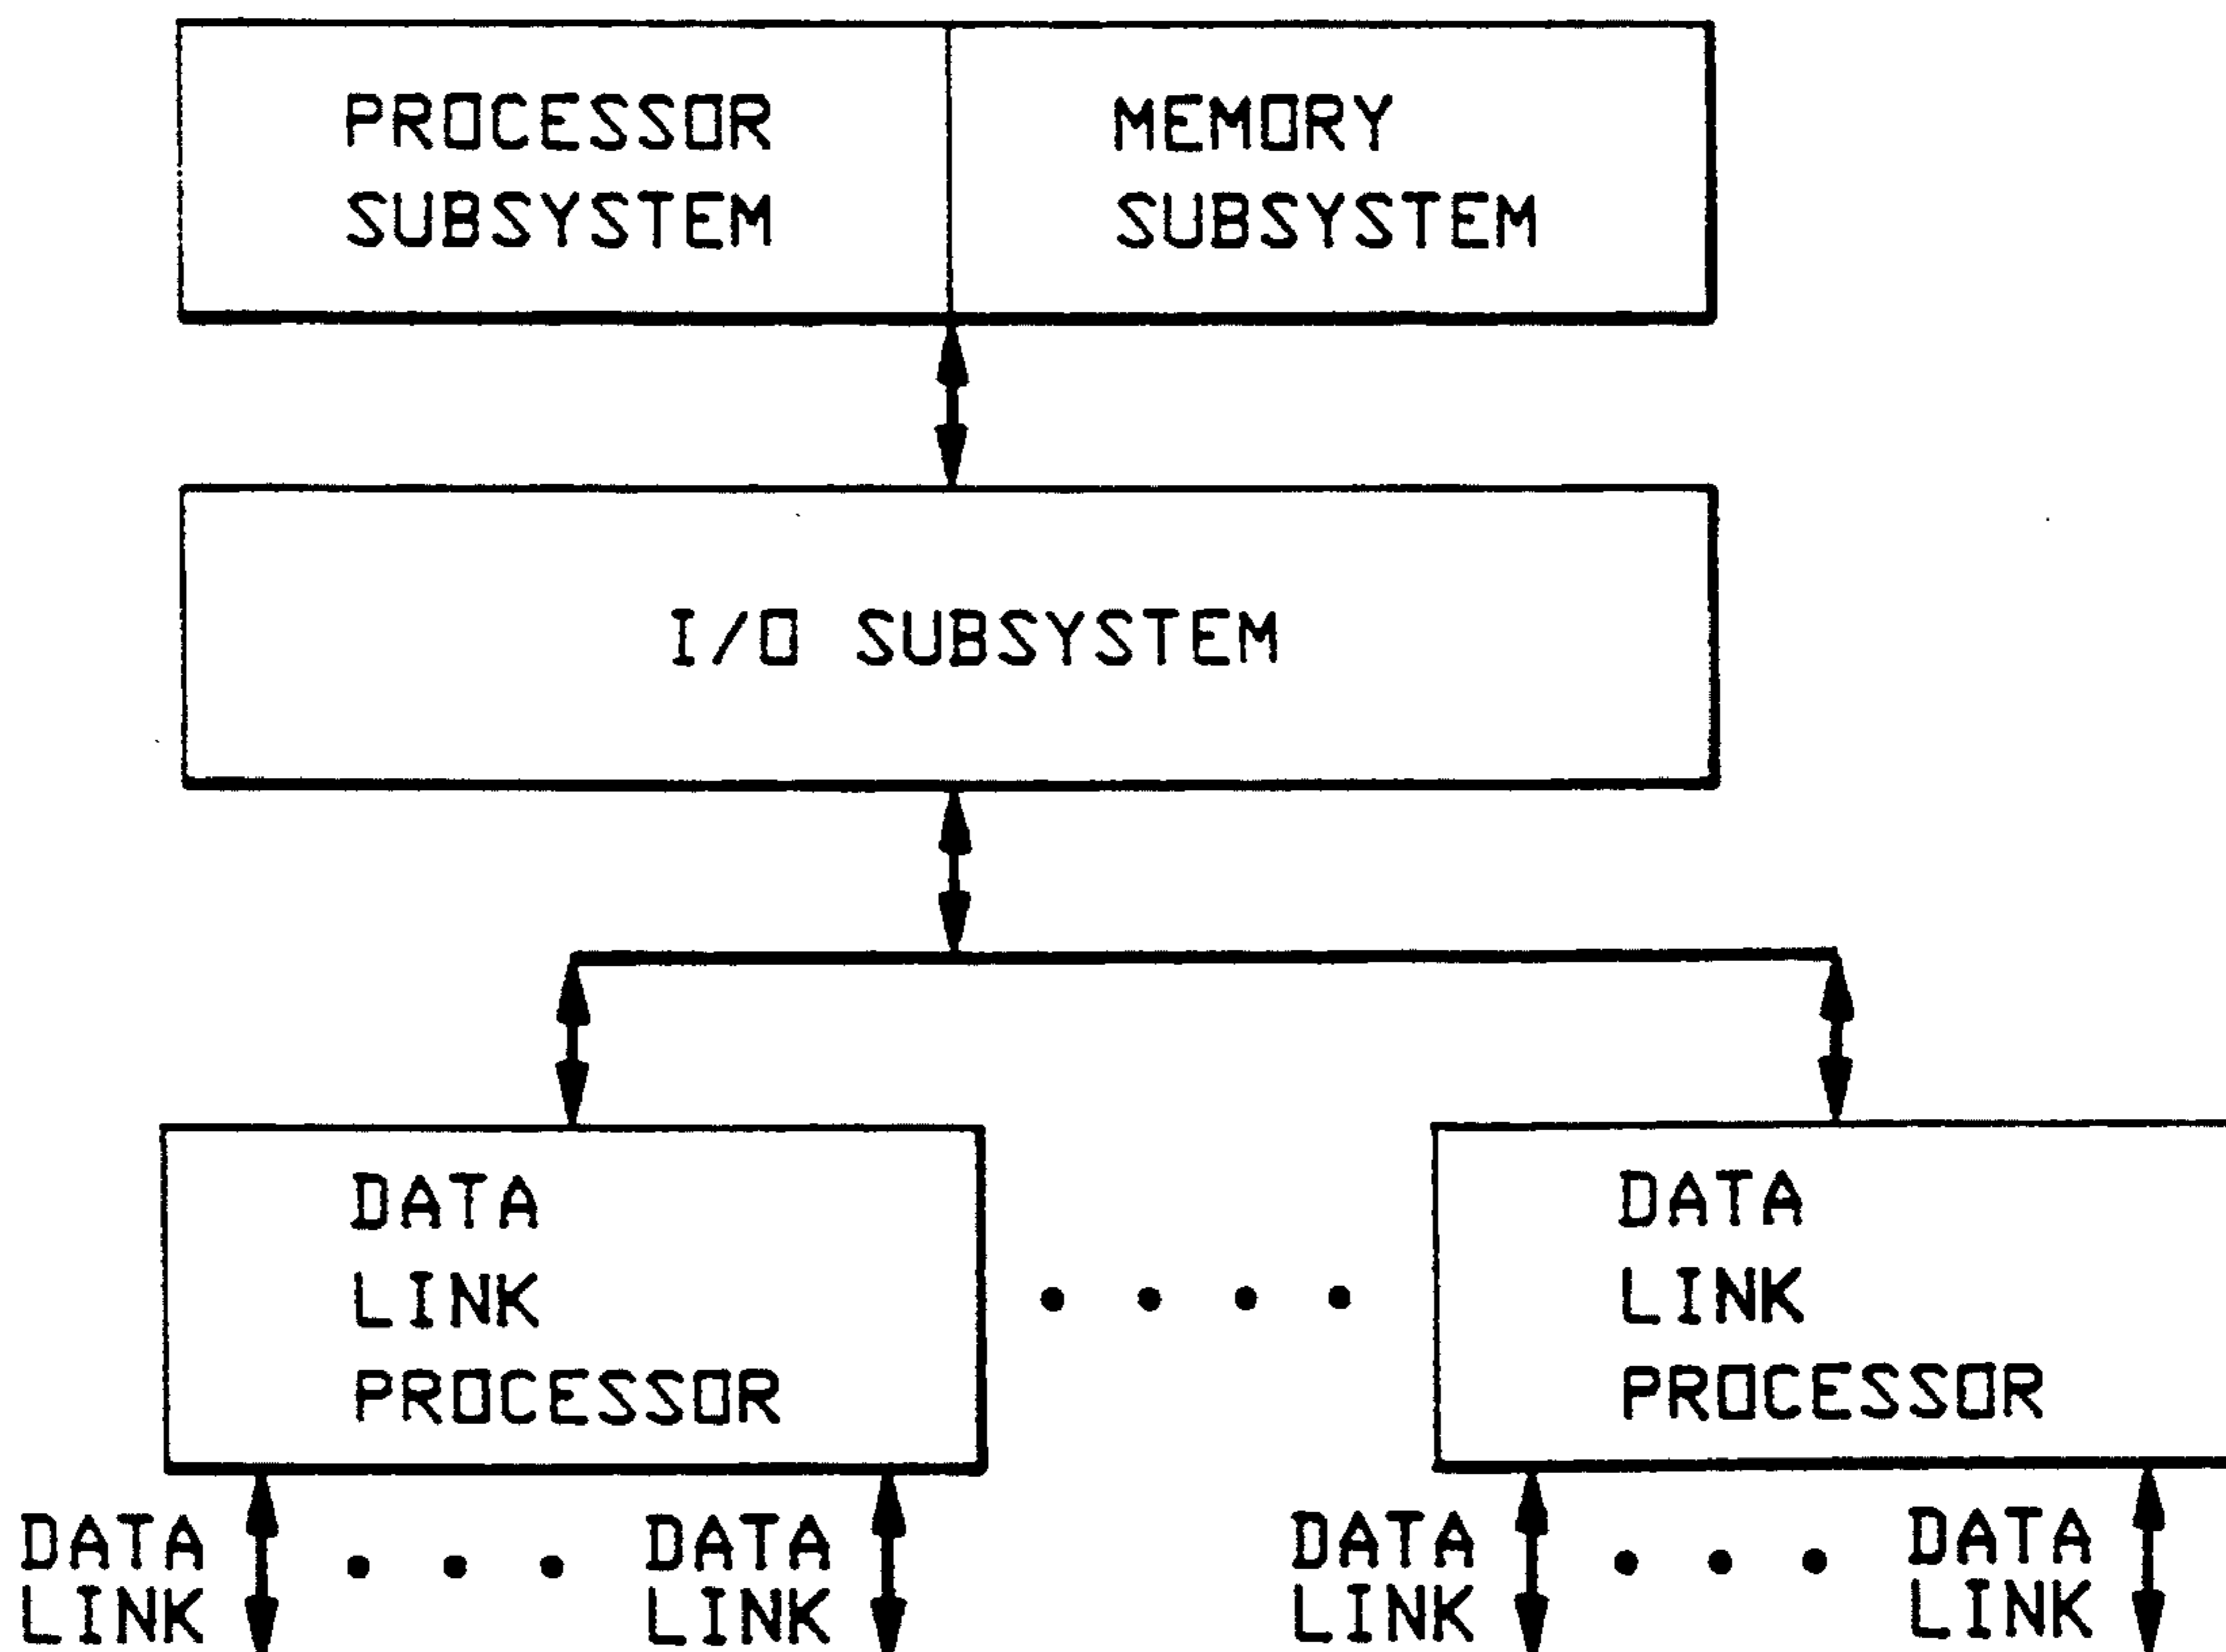 PROCESSOR
SUBSYSTEM
MEMORY
SUBSYSTEM
I/O SUBSYSTEM
DATA
LINK
PROCESSOR
DATA
LINK
PROCESSOR
DATA
LINK
DATA
LINK
DATA
LINK
DATA
LINK